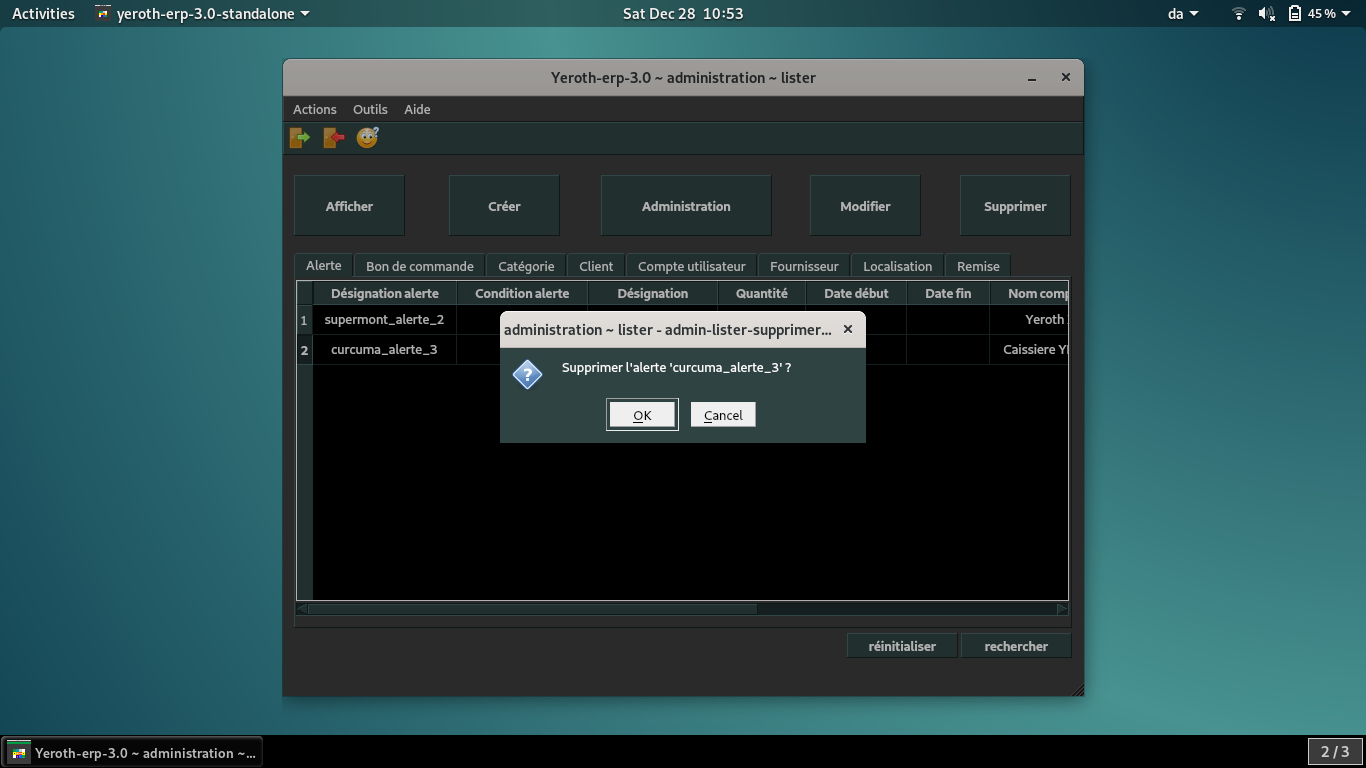 Activities yeroth-erp-3.0-standalone Sat Dec 28 10:53 da 45 %
Yeroth-erp-3.0 ~ administration ~ lister
Actions Outils Aide
Afficher Créer Administration Modifier Supprimer
Alerte Bon de commande Catégorie Client Compte utilisateur Fournisseur Localisation Remise
Désignation alerte Condition alerte Désignation Quantité Date début Date fin Nom comp
1 supermont_alerte_2 Yeroth
2 curcuma_alerte_3 Caissiere
administration ~ lister - admin-lister-supprimer...
Supprimer l'alerte 'curcuma_alerte_3' ?
OK Cancel
réinitialiser rechercher
Yeroth-erp-3.0 ~ administration ~... 2 / 3